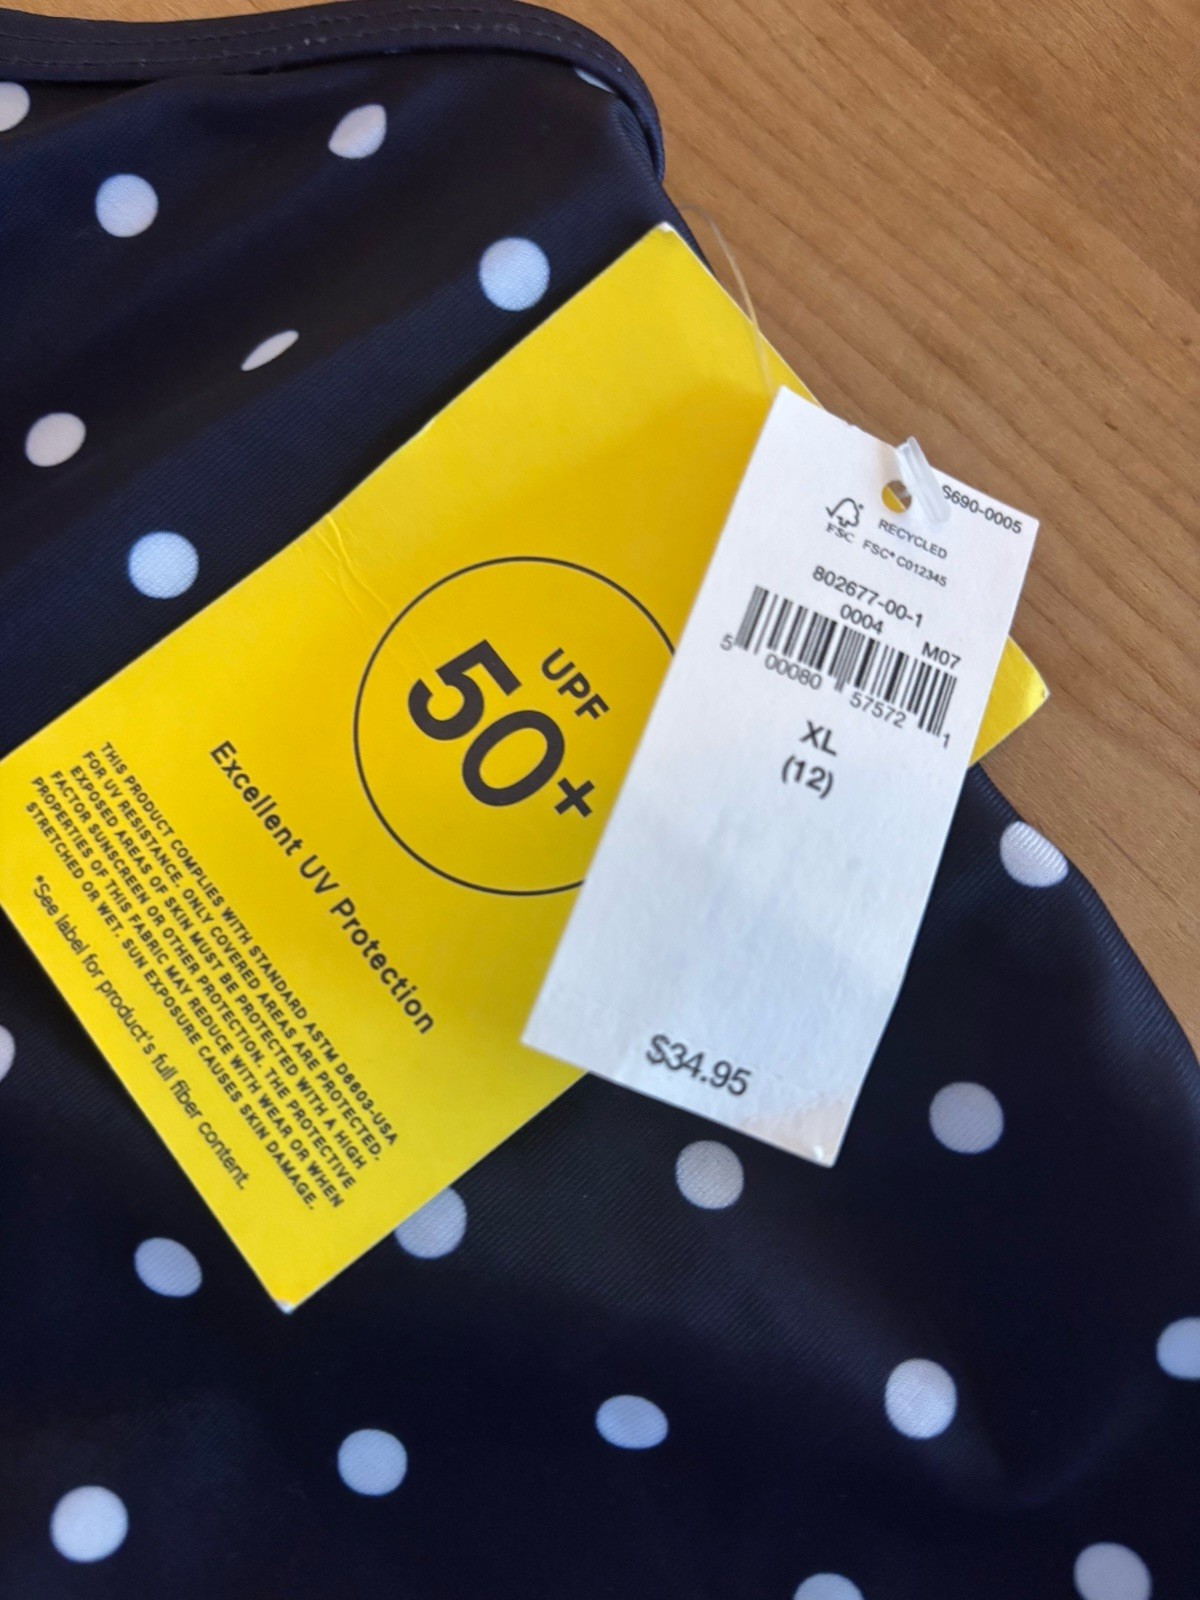 UPF
50+
Excellent UV Protection
THIS PRODUCT COMPLIES WITH STANDARD ASTM D6603-USA
FOR UV RESISTANCE. ONLY COVERED AREAS ARE PROTECTED.
EXPOSED AREAS OF SKIN MUST BE PROTECTED WITH A HIGH
FACTOR SUNSCREEN OR OTHER PROTECTION. THE PROTECTIVE
PROPERTIES OF THIS FABRIC MAY REDUCE WITH WEAR OR WHEN
STRETCHED OR WET. SUN EXPOSURE CAUSES SKIN DAMAGE.
*See label for product's full fiber content.
S690-0005
RECYCLED
FSC FSC® C012345
802677-00-1
0004 M07
5 00080 57572 1
XL
(12)
$34.95